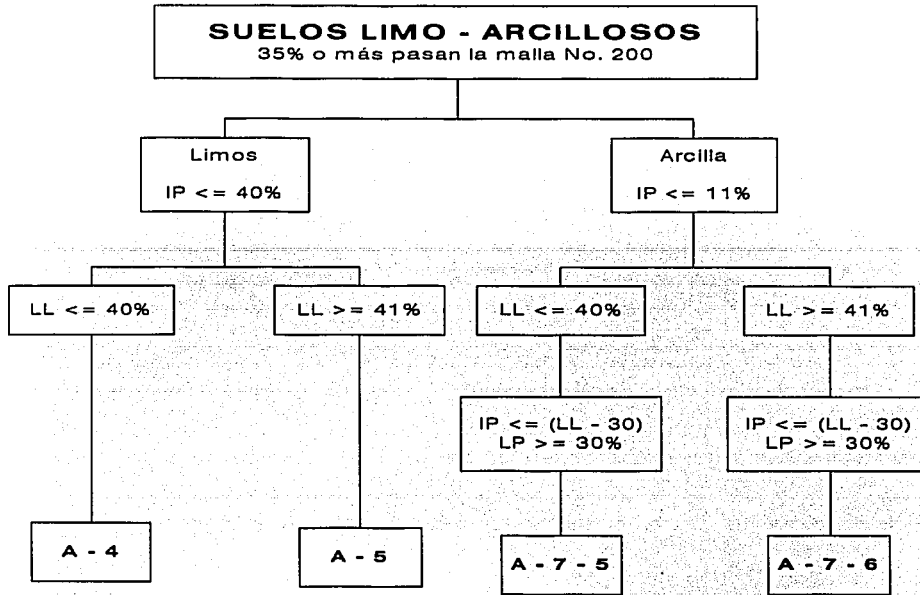 SUELOS LIMO - ARCILLOSOS
35% o más pasan la malla No. 200
Limos
IP <= 40%
Arcilla
IP <= 11%
LL <= 40%
LL >= 41%
LL <= 40%
LL >= 41%
IP <= (LL - 30)
LP >= 30%
IP <= (LL - 30)
LP >= 30%
A - 4
A - 5
A - 7 - 5
A - 7 - 6